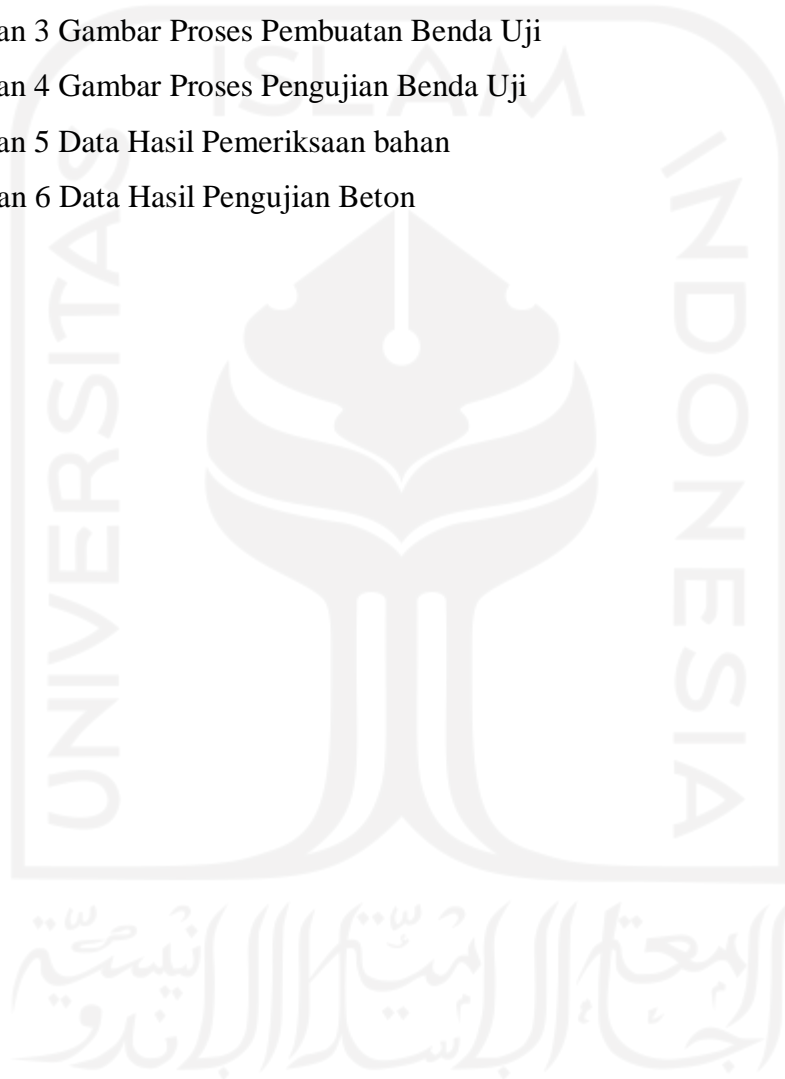 an 3 Gambar Proses Pembuatan Benda Uji
an 4 Gambar Proses Pengujian Benda Uji
an 5 Data Hasil Pemeriksaan bahan
an 6 Data Hasil Pengujian Beton
ISLAM
UNIVERSITAS
INDONESIA